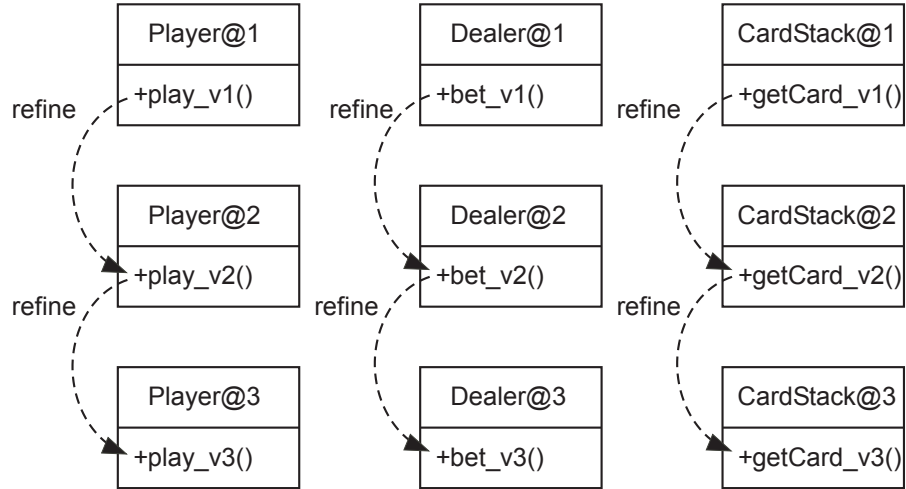 Player@1
+play_v1()
Dealer@1
+bet_v1()
CardStack@1
+getCard_v1()
refine
refine
refine
Player@2
+play_v2()
Dealer@2
+bet_v2()
CardStack@2
+getCard_v2()
refine
refine
refine
Player@3
+play_v3()
Dealer@3
+bet_v3()
CardStack@3
+getCard_v3()